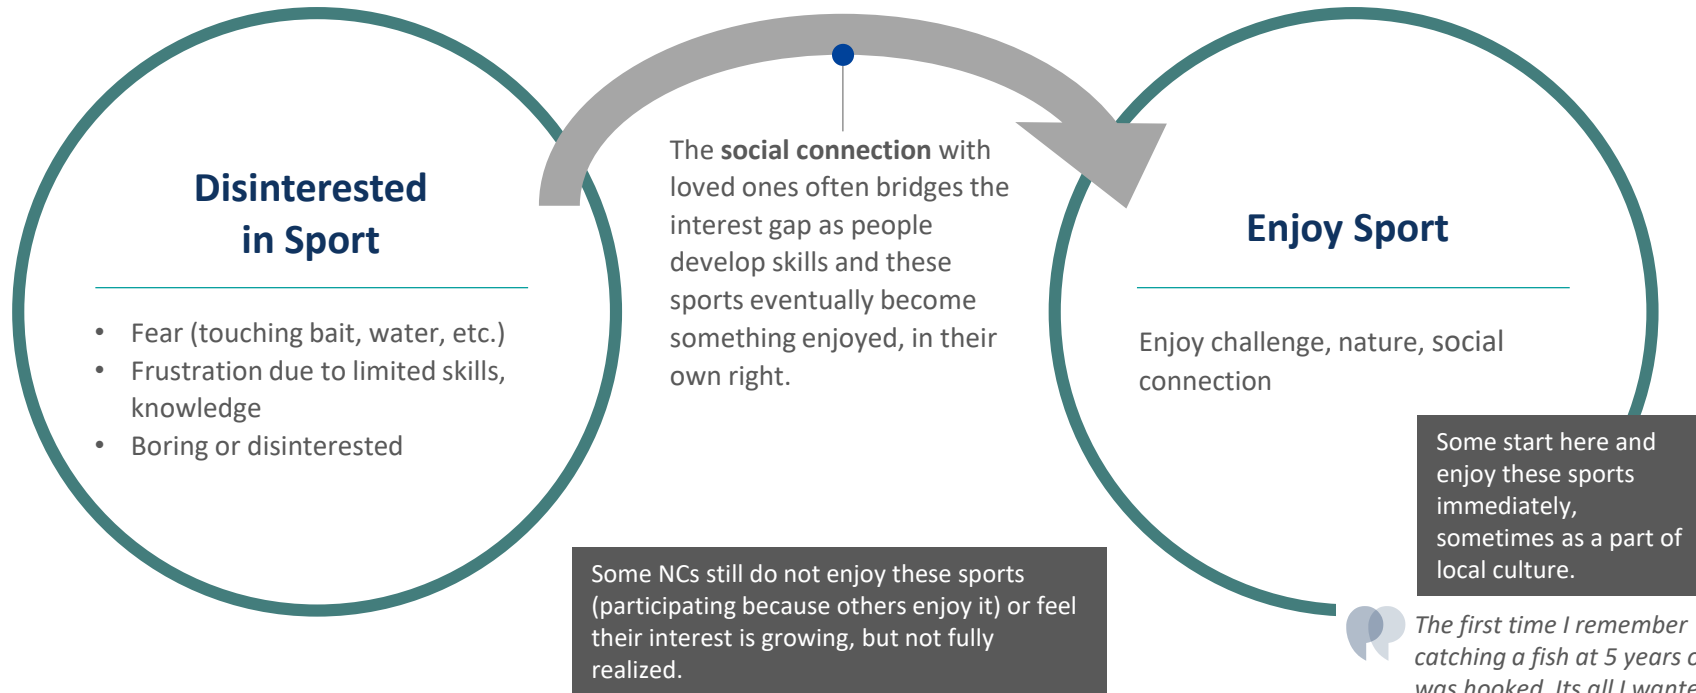 Disinterested
in Sport
• Fear (touching bait, water, etc.)
• Frustration due to limited skills,
knowledge
• Boring or disinterested
The social connection with
loved ones often bridges the
interest gap as people
develop skills and these
sports eventually become
something enjoyed, in their
own right.
Enjoy Sport
Enjoy challenge, nature, social
connection
Some start here and
enjoy these sports
immediately,
sometimes as a part of
local culture.
Some NCs still do not enjoy these sports
(participating because others enjoy it) or feel
their interest is growing, but not fully
realized.
The first time I remember
catching a fish at 5 years
was hooked. Its all I